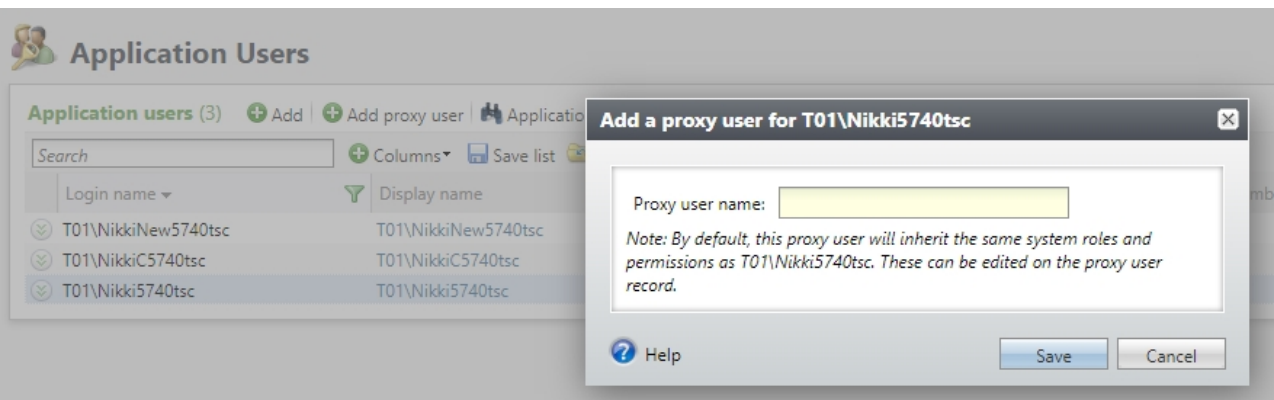 Application Users
Application users (3) Add Add proxy user Applicatio
Search Columns Save list
Login name Display name
T01\NikkiNew5740tsc T01\NikkiNew5740tsc
T01\NikkiC5740tsc T01\NikkiC5740tsc
T01\Nikki5740tsc T01\Nikki5740tsc
mb
Add a proxy user for T01\Nikki5740tsc
Proxy user name:
Note: By default, this proxy user will inherit the same system roles and
permissions as T01\Nikki5740tsc. These can be edited on the proxy user
record.
Help Save Cancel